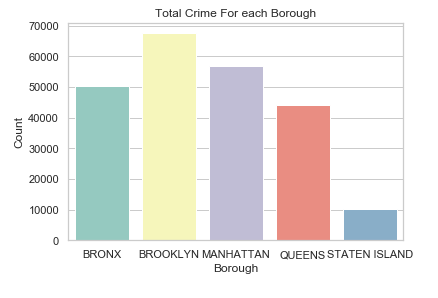 Total Crime For each Borough
70000
60000
50000
40000
30000
20000
10000
0
Count
BRONX BROOKLYN MANHATTAN QUEENS STATEN ISLAND
Borough